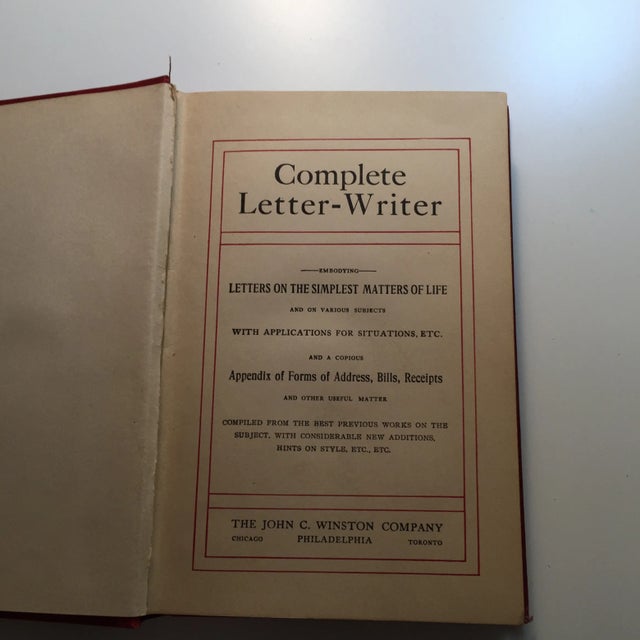 Complete
Letter-Writer
EMBODYING
LETTERS ON THE SIMPLEST MATTERS OF LIFE
AND ON VARIOUS SUBJECTS
WITH APPLICATIONS FOR SITUATIONS, ETC.
AND A COPIOUS
Appendix of Forms of Address, Bills, Receipts
AND OTHER USEFUL MATTER
COMPILED FROM THE BEST PREVIOUS WORKS ON THE
SUBJECT, WITH CONSIDERABLE NEW ADDITIONS,
HINTS ON STYLE, ETC., ETC.
THE JOHN C. WINSTON COMPANY
CHICAGO PHILADELPHIA TORONTO